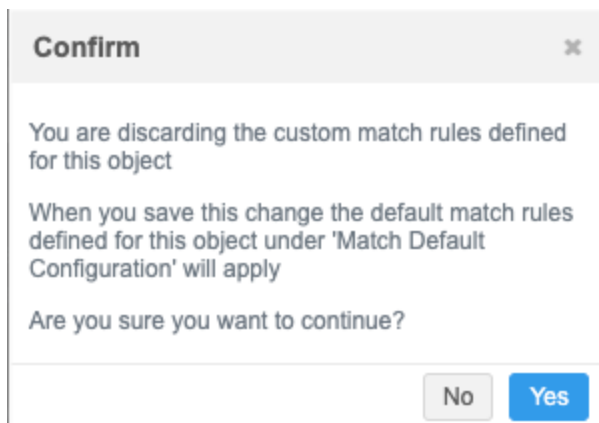 Confirm
You are discarding the custom match rules defined
for this object
When you save this change the default match rules
defined for this object under 'Match Default
Configuration' will apply
Are you sure you want to continue?
No
Yes